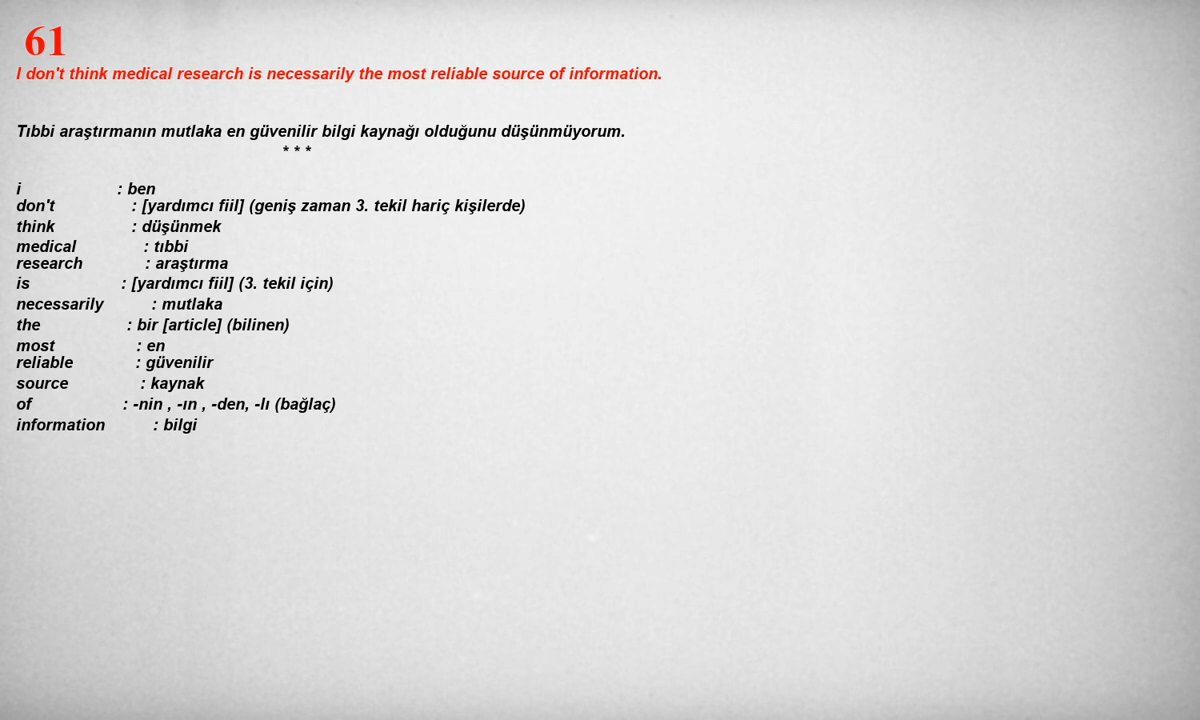 61
I don't think medical research is necessarily the most reliable source of information.
Tıbbi araştırmanın mutlaka en güvenilir bilgi kaynağı olduğunu düşünmüyorum.
* * *
i : ben
don't : [yardımcı fiil] (geniş zaman 3. tekil hariç kişilerde)
think : düşünmek
medical : tıbbi
research : araştırma
is : [yardımcı fiil] (3. tekil için)
necessarily : mutlaka
the : bir [article] (bilinen)
most : en
reliable : güvenilir
source : kaynak
of : -nin , -ın , -den, -lı (bağlaç)
information : bilgi